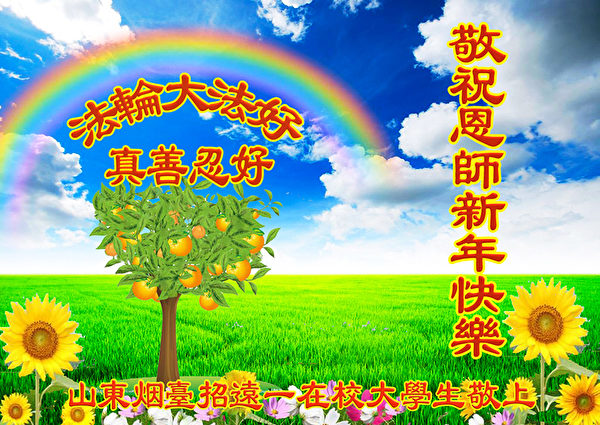 法輪大法好
真善忍好
敬祝恩師新年快樂
山東烟臺招遠一在校大學生敬上